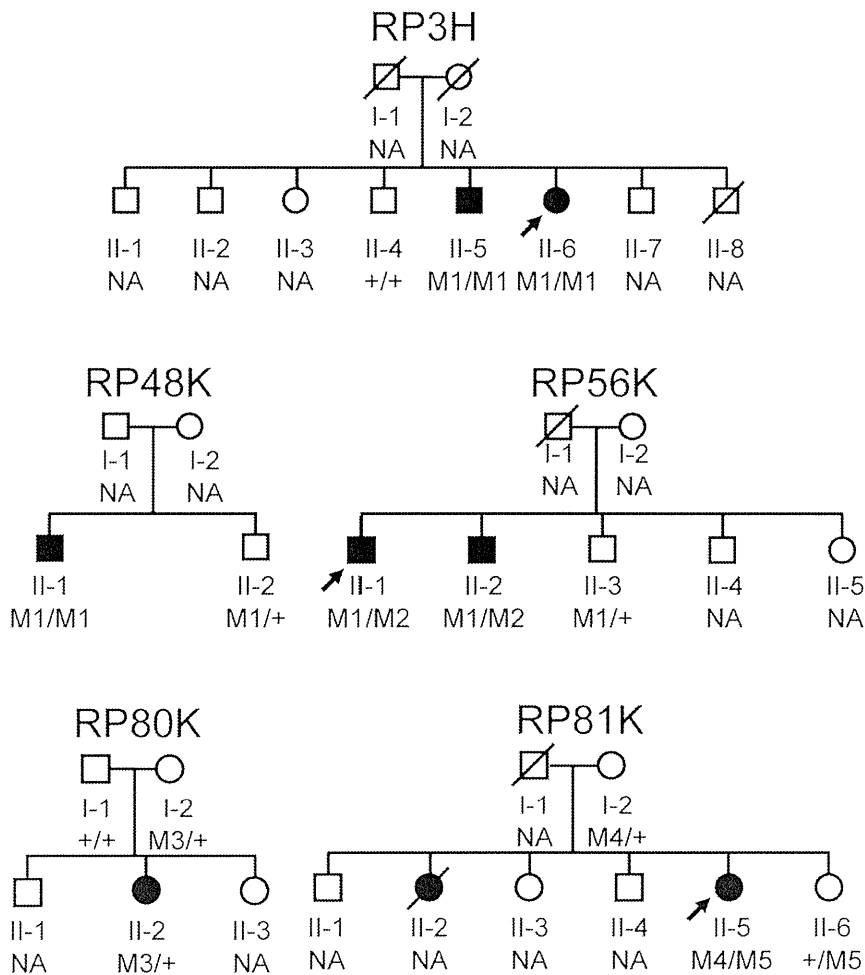 RP3H
I-1 I-2
NA NA
II-1 II-2 II-3 II-4 II-5 II-6 II-7 II-8
NA NA NA +/+ M1/M1 M1/M1 NA NA
RP48K RP56K
I-1 I-2 I-1 I-2
NA NA NA NA
II-1 II-2 II-1 II-2 II-3 II-4 II-5
M1/M1 M1/+ M1/M2 M1/M2 M1/+ NA NA
RP80K RP81K
I-1 I-2 I-1 I-2
+/+ M3/+ NA M4/+
II-1 II-2 II-3 II-1 II-2 II-3 II-4 II-5 II-6
NA M3/+ NA NA NA NA NA M4/M5 +/M5